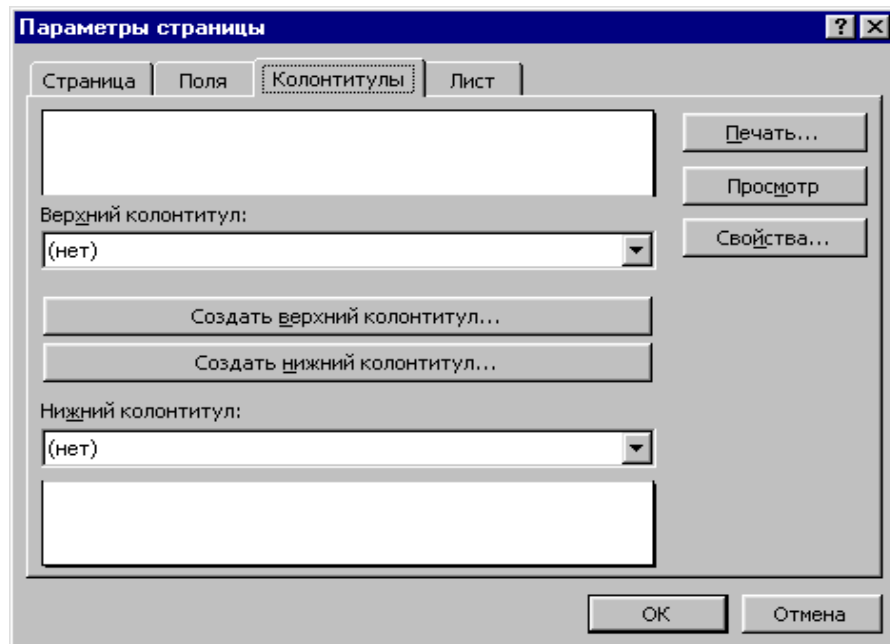 Параметры страницы
Страница Поля Колонтитулы Лист
Печать...
Просмотр
Верхний колонтитул:
(нет)
Свойства...
Создать верхний колонтитул...
Создать нижний колонтитул...
Нижний колонтитул:
(нет)
ОК Отмена